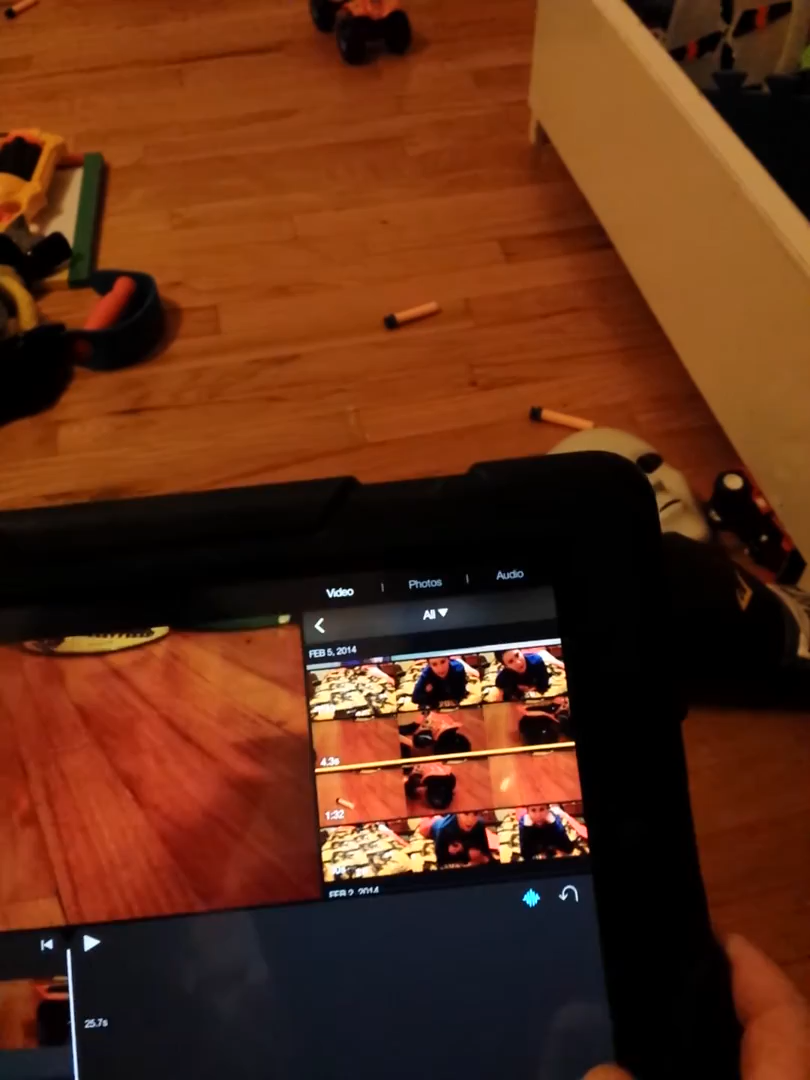 Video | Photos | Audio
All
FEB 5, 2014
4.3s
1:32
FEB 2, 2014
25.7s